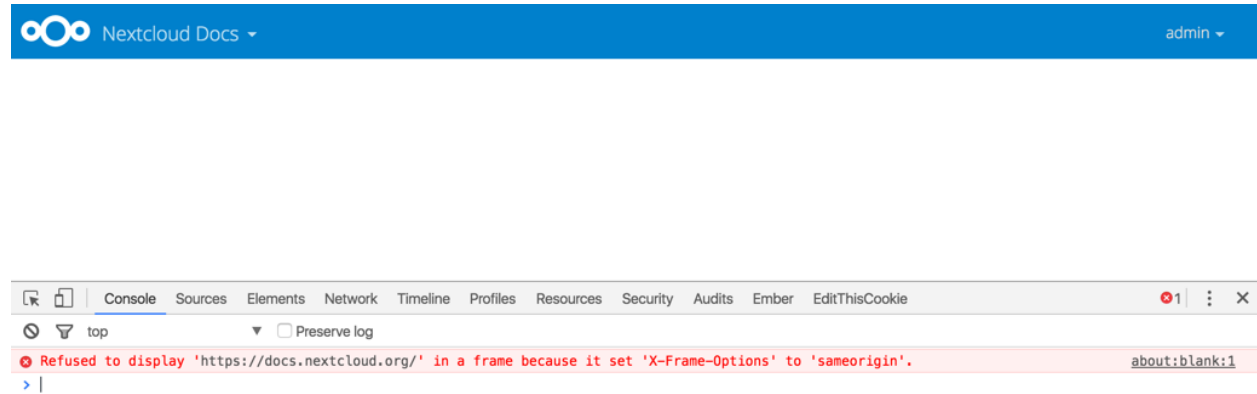 Nextcloud Docs admin
Console Sources Elements Network Timeline Profiles Resources Security Audits Ember EditThisCookie 1
top Preserve log
Refused to display 'https://docs.nextcloud.org/' in a frame because it set 'X-Frame-Options' to 'sameorigin'. about:blank:1
>